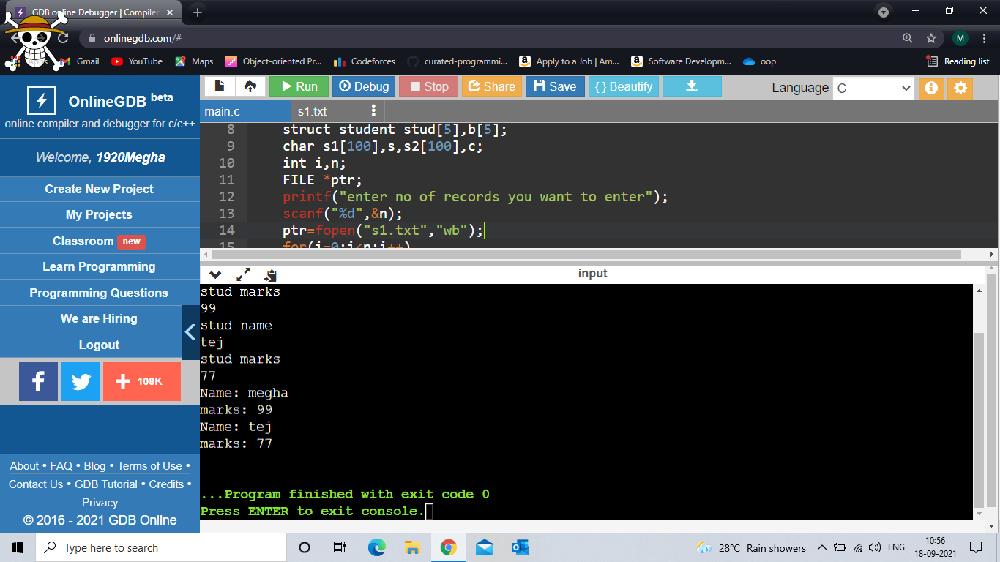 GDB online Debugger | Compiler
onlinegdb.com/#
Apps
Gmail
YouTube
Maps
Object-oriented Pr...
Codeforces
curated-programmi...
Apply to a Job | Am...
Software Developm...
oop
Reading list
M
OnlineGDB beta
online compiler and debugger for c/c++
Welcome, 1920Megha
Create New Project
My Projects
Classroom new
Learn Programming
Programming Questions
We are Hiring
Logout
108K
About • FAQ • Blog • Terms of Use •
Contact Us • GDB Tutorial • Credits •
Privacy
© 2016 - 2021 GDB Online
Run
Debug
Stop
Share
Save
{ } Beautify
Language C
main.c
s1.txt
8 struct student stud[5],b[5];
9 char s1[100],s,s2[100],c;
10 int i,n;
11 FILE *ptr;
12 printf("enter no of records you want to enter");
13 scanf("%d",&n);
14 ptr=fopen("s1.txt","wb");
15 for(i=0;i<n;i++)
input
stud marks
99
stud name
tej
stud marks
77
Name: megha
marks: 99
Name: tej
marks: 77
...Program finished with exit code 0
Press ENTER to exit console.
Type here to search
28°C Rain showers
ENG
10:56
18-09-2021